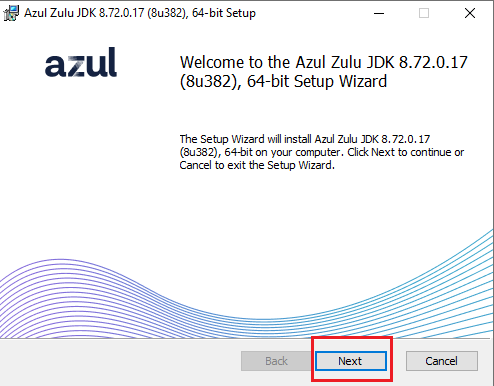 Azul Zulu JDK 8.72.0.17 (8u382), 64-bit Setup
azul
Welcome to the Azul Zulu JDK 8.72.0.17
(8u382), 64-bit Setup Wizard
The Setup Wizard will install Azul Zulu JDK 8.72.0.17
(8u382), 64-bit on your computer. Click Next to continue or
Cancel to exit the Setup Wizard.
Back
Next
Cancel